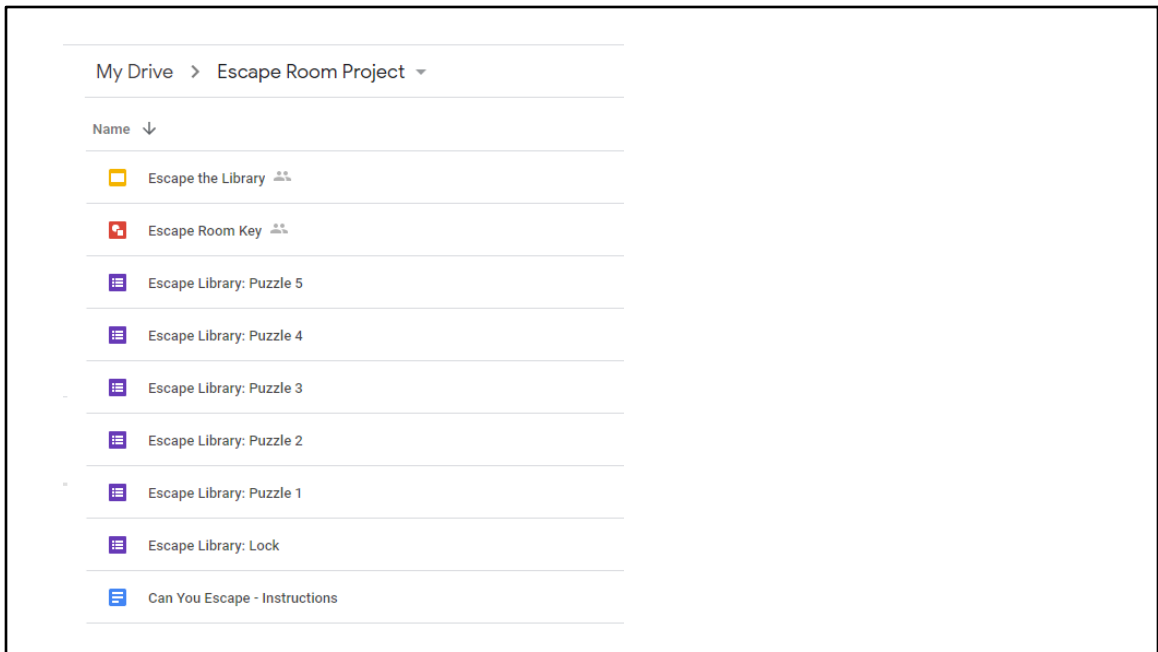 My Drive > Escape Room Project
Name
Escape the Library
Escape Room Key
Escape Library: Puzzle 5
Escape Library: Puzzle 4
Escape Library: Puzzle 3
Escape Library: Puzzle 2
Escape Library: Puzzle 1
Escape Library: Lock
Can You Escape - Instructions